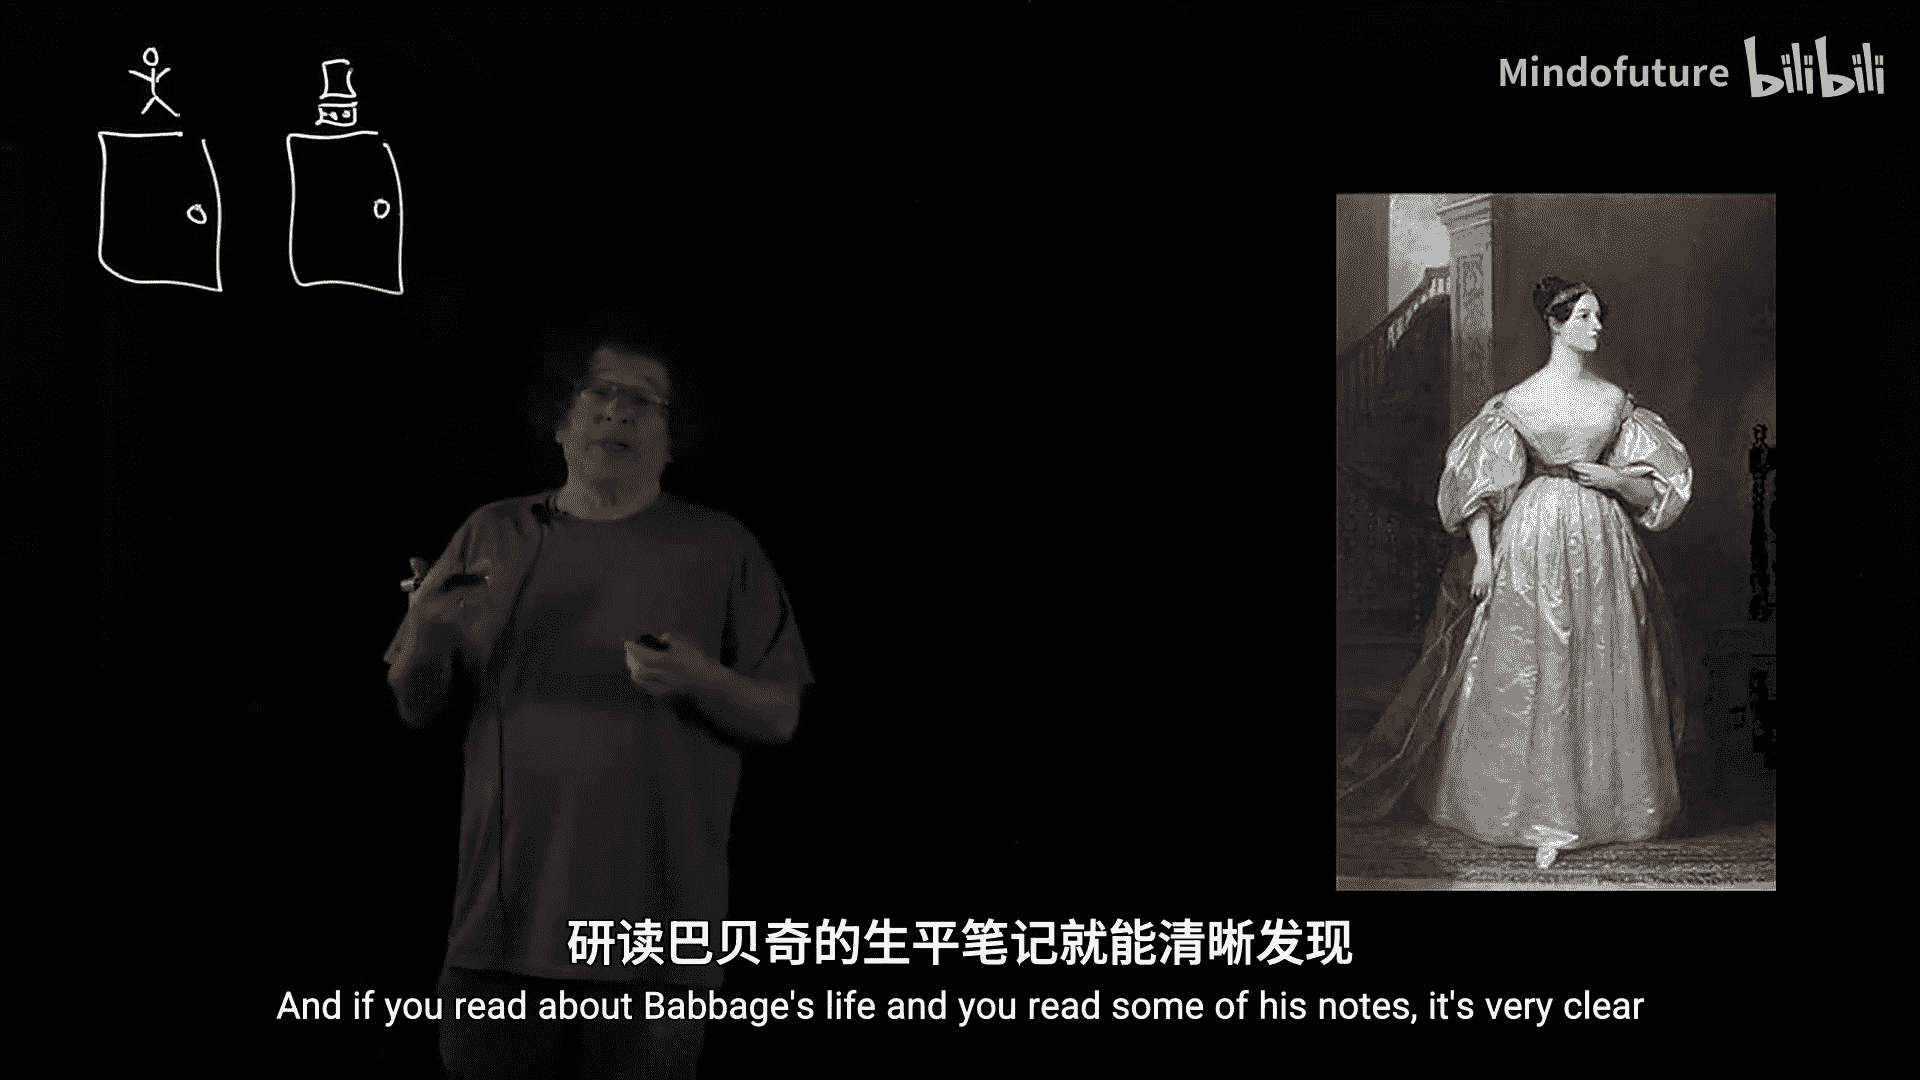 Mindofuture bilibili
研读巴贝奇的生平笔记就能清晰发现
And if you read about Babbage's life and you read some of his notes, it's very clear